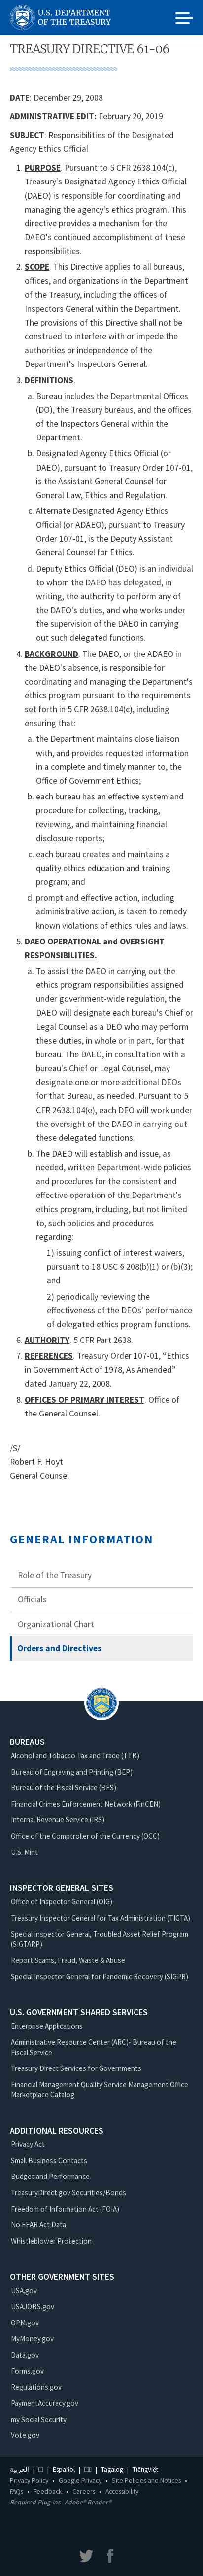 U.S. DEPARTMENT
OF THE TREASURY
TREASURY DIRECTIVE 61-06
DATE: December 29, 2008
ADMINISTRATIVE EDIT: February 20, 2019
SUBJECT: Responsibilities of the Designated
Agency Ethics Official
1. PURPOSE. Pursuant to 5 CFR 2638.104(c),
Treasury's Designated Agency Ethics Official
(DAEO) is responsible for coordinating and
managing the agency's ethics program. This
directive provides a mechanism for the
DAEO's continued accomplishment of these
responsibilities.
2. SCOPE. This Directive applies to all bureaus,
offices, and organizations in the Department
of the Treasury, including the offices of
Inspectors General within the Department.
The provisions of this Directive shall not be
construed to interfere with or impede the
authorities or independence of the
Department's Inspectors General.
3. DEFINITIONS.
a. Bureau includes the Departmental Offices
(DO), the Treasury bureaus, and the offices
of the Inspectors General within the
Department.
b. Designated Agency Ethics Official (or
DAEO), pursuant to Treasury Order 107-01,
is the Assistant General Counsel for
General Law, Ethics and Regulation.
c. Alternate Designated Agency Ethics
Official (or ADAEO), pursuant to Treasury
Order 107-01, is the Deputy Assistant
General Counsel for Ethics.
d. Deputy Ethics Official (DEO) is an individual
to whom the DAEO has delegated, in
writing, the authority to perform any of
the DAEO's duties, and who works under
the supervision of the DAEO in carrying
out such delegated functions.
4. BACKGROUND. The DAEO, or the ADAEO in
the DAEO's absence, is responsible for
coordinating and managing the Department's
ethics program pursuant to the requirements
set forth in 5 CFR 2638.104(c), including
ensuring that:
a. the Department maintains close liaison
with, and provides requested information
in a complete and timely manner to, the
Office of Government Ethics;
b. each bureau has an effective system and
procedure for collecting, tracking,
reviewing, and maintaining financial
disclosure reports;
c. each bureau creates and maintains a
quality ethics education and training
program; and
d. prompt and effective action, including
administrative action, is taken to remedy
known violations of ethics rules and laws.
5. DAEO OPERATIONAL and OVERSIGHT
RESPONSIBILITIES.
a. To assist the DAEO in carrying out the
ethics program responsibilities assigned
under government-wide regulation, the
DAEO will designate each bureau's Chief or
Legal Counsel as a DEO who may perform
these duties, in whole or in part, for that
bureau. The DAEO, in consultation with a
bureau's Chief or Legal Counsel, may
designate one or more additional DEOs
for that Bureau, as needed. Pursuant to 5
CFR 2638.104(e), each DEO will work under
the supervision of the DAEO in carrying out
these delegated functions.
b. The DAEO will establish and issue, as
needed, written Department-wide policies
and procedures for the consistent and
effective operation of the Department's
ethics program, including, but not limited
to, such policies and procedures
regarding:
1) issuing conflict of interest waivers,
pursuant to 18 USC § 208(b)(1) or (b)(3);
and
2) periodically reviewing the
effectiveness of the DEOs' performance
of delegated ethics program functions.
6. AUTHORITY. 5 CFR Part 2638.
7. REFERENCES. Treasury Order 107-01, “Ethics
in Government Act of 1978, As Amended”
dated January 22, 2008.
8. OFFICES OF PRIMARY INTEREST. Office of
the General Counsel.
/S/
Robert F. Hoyt
General Counsel
GENERAL INFORMATION
Role of the Treasury
Officials
Organizational Chart
Orders and Directives
BUREAUS
Alcohol and Tobacco Tax and Trade (TTB)
Bureau of Engraving and Printing (BEP)
Bureau of the Fiscal Service (BFS)
Financial Crimes Enforcement Network (FinCEN)
Internal Revenue Service (IRS)
Office of the Comptroller of the Currency (OCC)
U.S. Mint
INSPECTOR GENERAL SITES
Office of Inspector General (OIG)
Treasury Inspector General for Tax Administration (TIGTA)
Special Inspector General, Troubled Asset Relief Program
(SIGTARP)
Report Scams, Fraud, Waste & Abuse
Special Inspector General for Pandemic Recovery (SIGPR)
U.S. GOVERNMENT SHARED SERVICES
Enterprise Applications
Administrative Resource Center (ARC)- Bureau of the
Fiscal Service
Treasury Direct Services for Governments
Financial Management Quality Service Management Office
Marketplace Catalog
ADDITIONAL RESOURCES
Privacy Act
Small Business Contacts
Budget and Performance
TreasuryDirect.gov Securities/Bonds
Freedom of Information Act (FOIA)
No FEAR Act Data
Whistleblower Protection
OTHER GOVERNMENT SITES
USA.gov
USAJOBS.gov
OPM.gov
MyMoney.gov
Data.gov
Forms.gov
Regulations.gov
PaymentAccuracy.gov
my Social Security
Vote.gov
العربية | | Español | | Tagalog | TiếngViệt
Privacy Policy • Google Privacy • Site Policies and Notices •
FAQs • Feedback • Careers • Accessibility
Required Plug-ins Adobe® Reader®